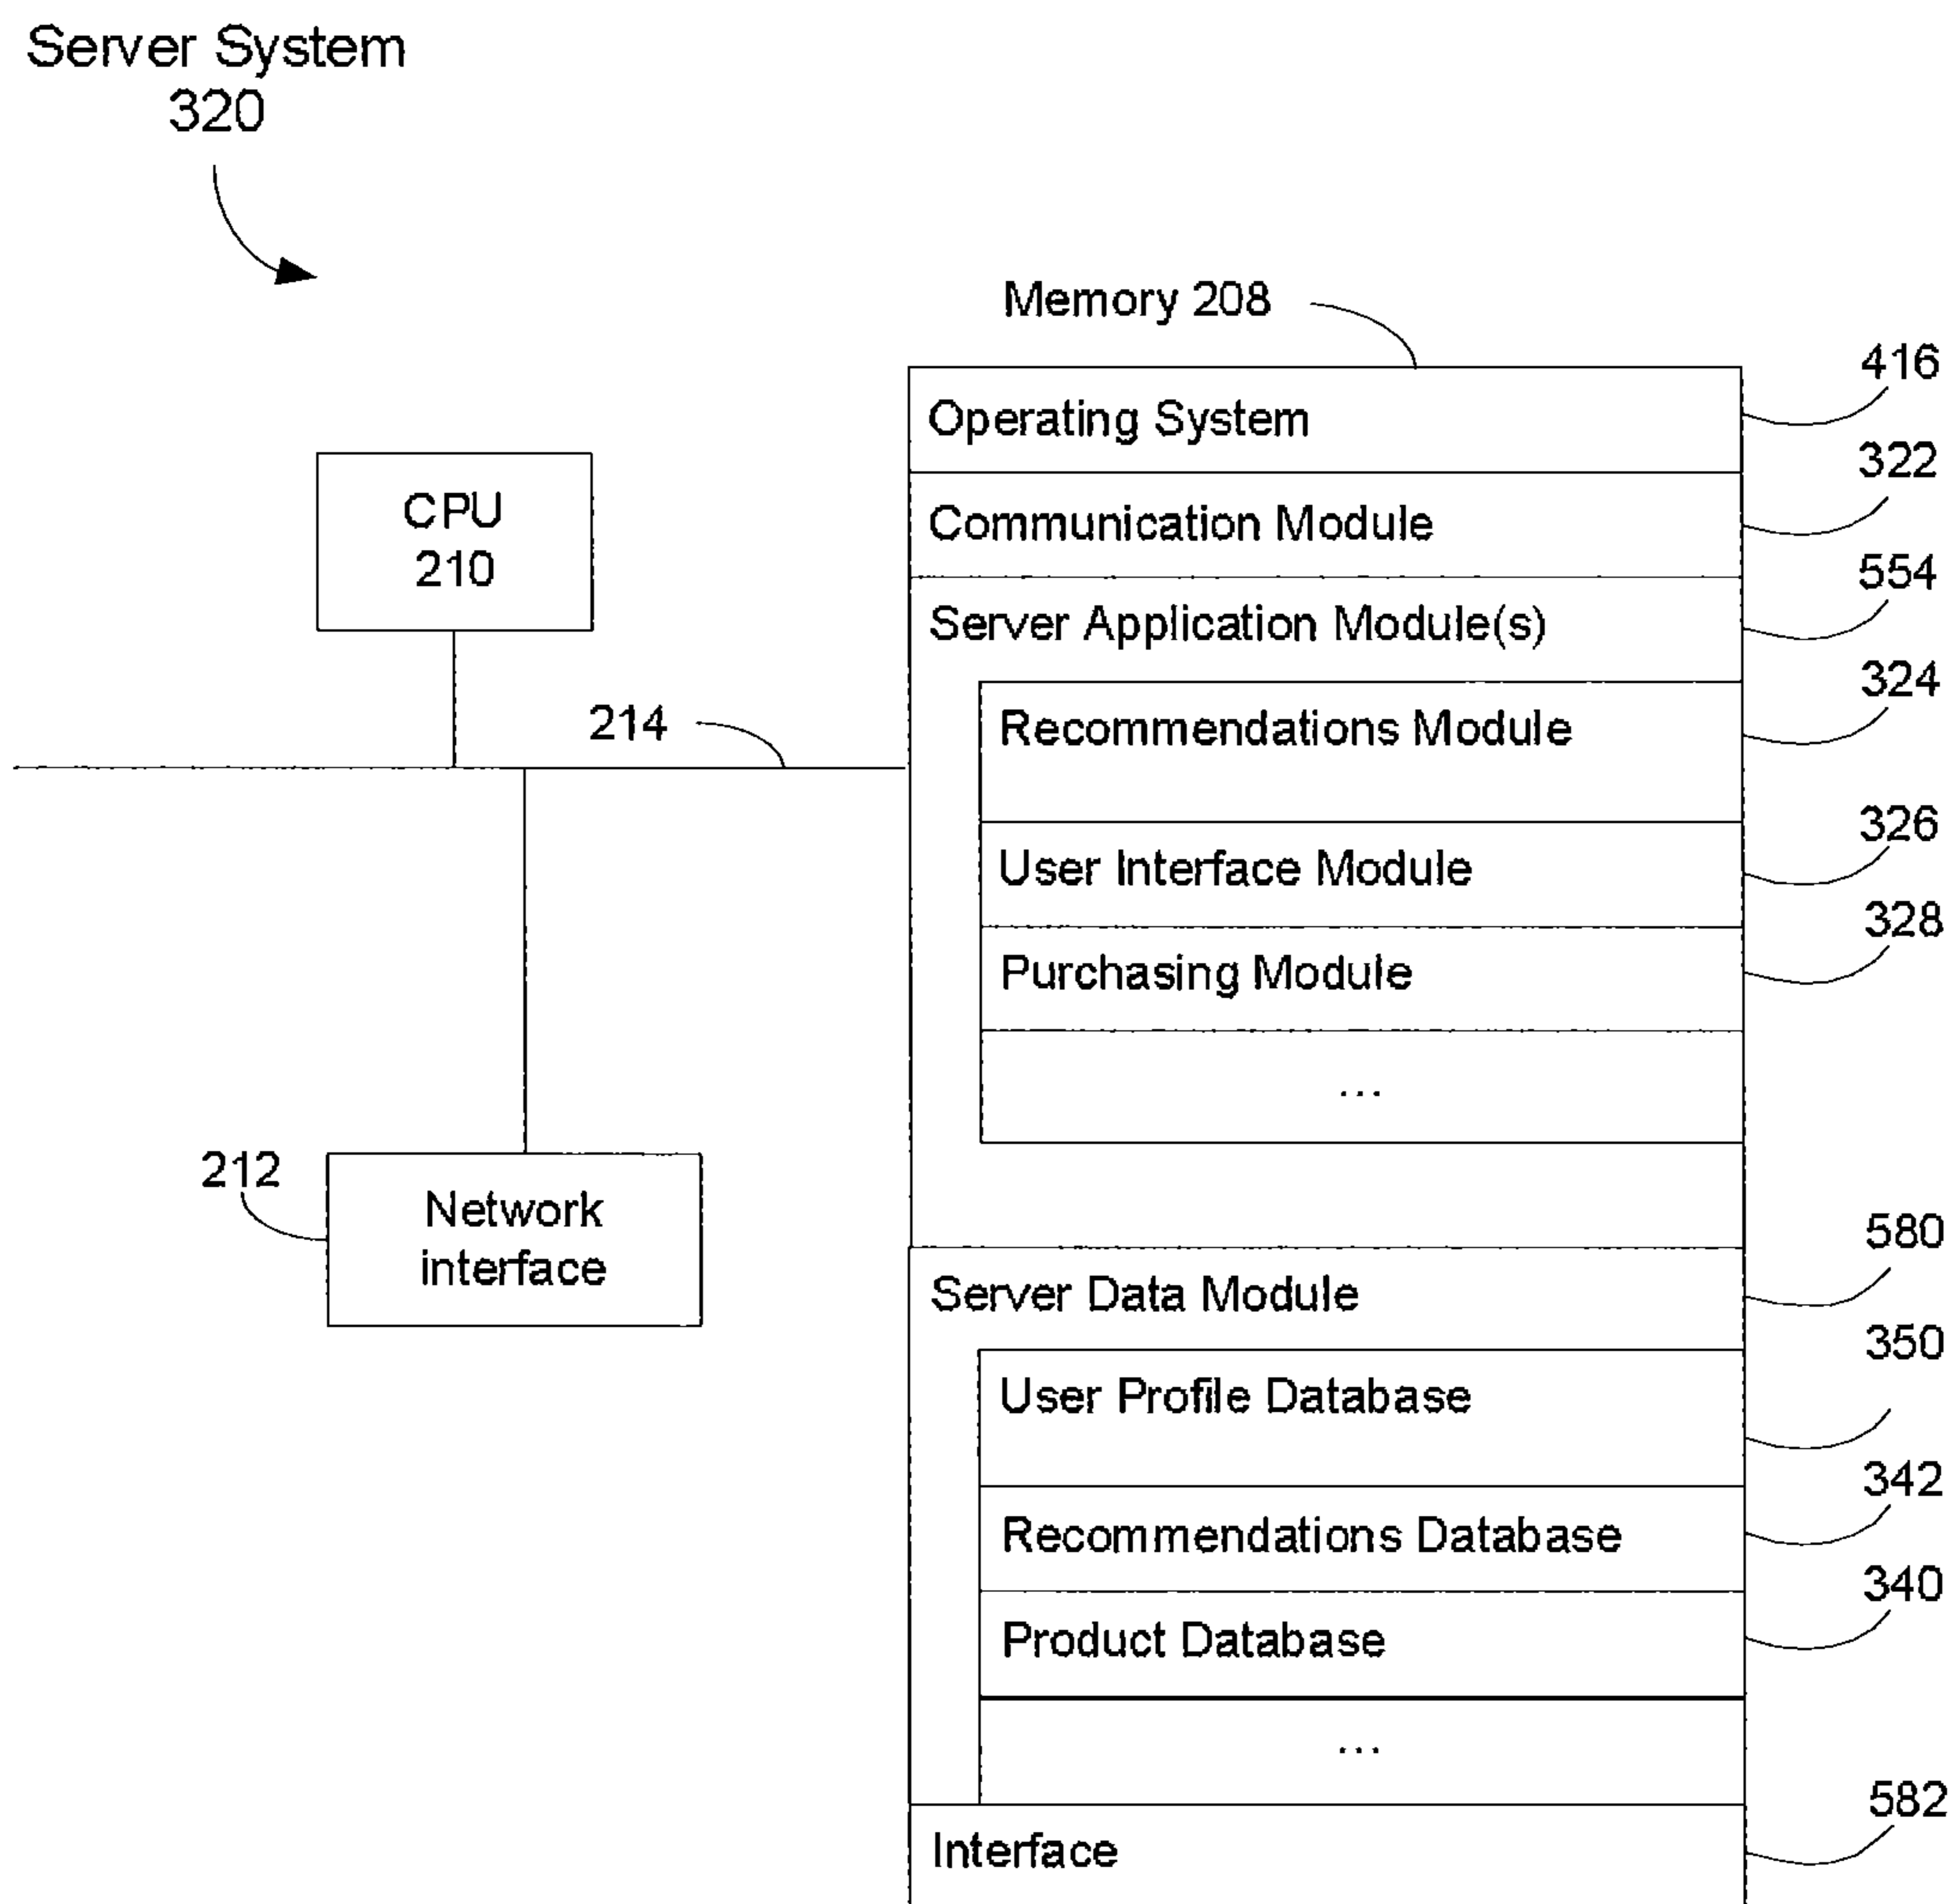 Server System
320
Memory 208
416
Operating System
322
CPU
210
Communication Module
554
Server Application Module(s)
324
214
Recommendations Module
326
User Interface Module
328
Purchasing Module
...
212
Network
interface
580
Server Data Module
350
User Profile Database
342
Recommendations Database
340
Product Database
...
582
Interface